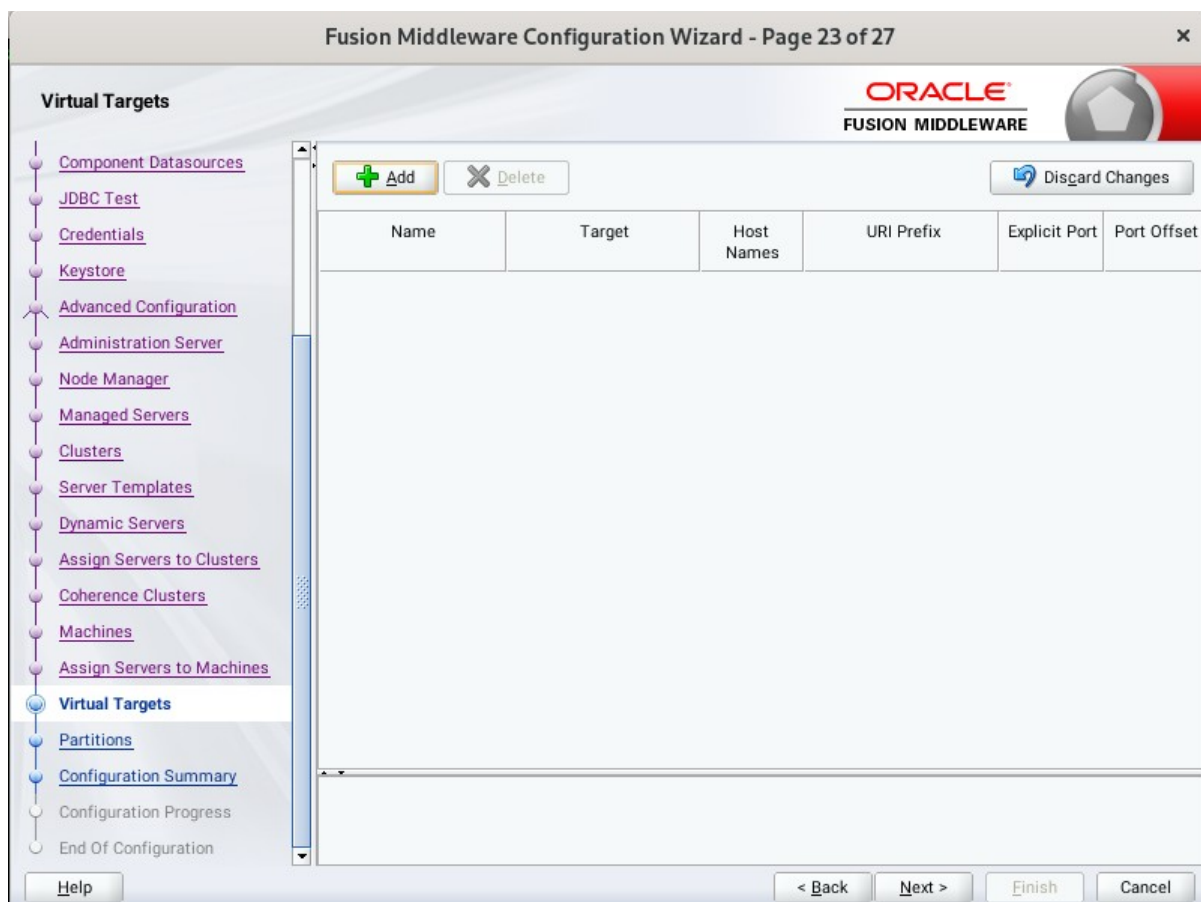 Fusion Middleware Configuration Wizard - Page 23 of 27
Virtual Targets
ORACLE
FUSION MIDDLEWARE
Component Datasources
JDBC Test
Credentials
Keystore
Advanced Configuration
Administration Server
Node Manager
Managed Servers
Clusters
Server Templates
Dynamic Servers
Assign Servers to Clusters
Coherence Clusters
Machines
Assign Servers to Machines
Virtual Targets
Partitions
Configuration Summary
Configuration Progress
End Of Configuration
Add Delete Discard Changes
Name Target Host Names URI Prefix Explicit Port Port Offset
Help < Back Next > Finish Cancel